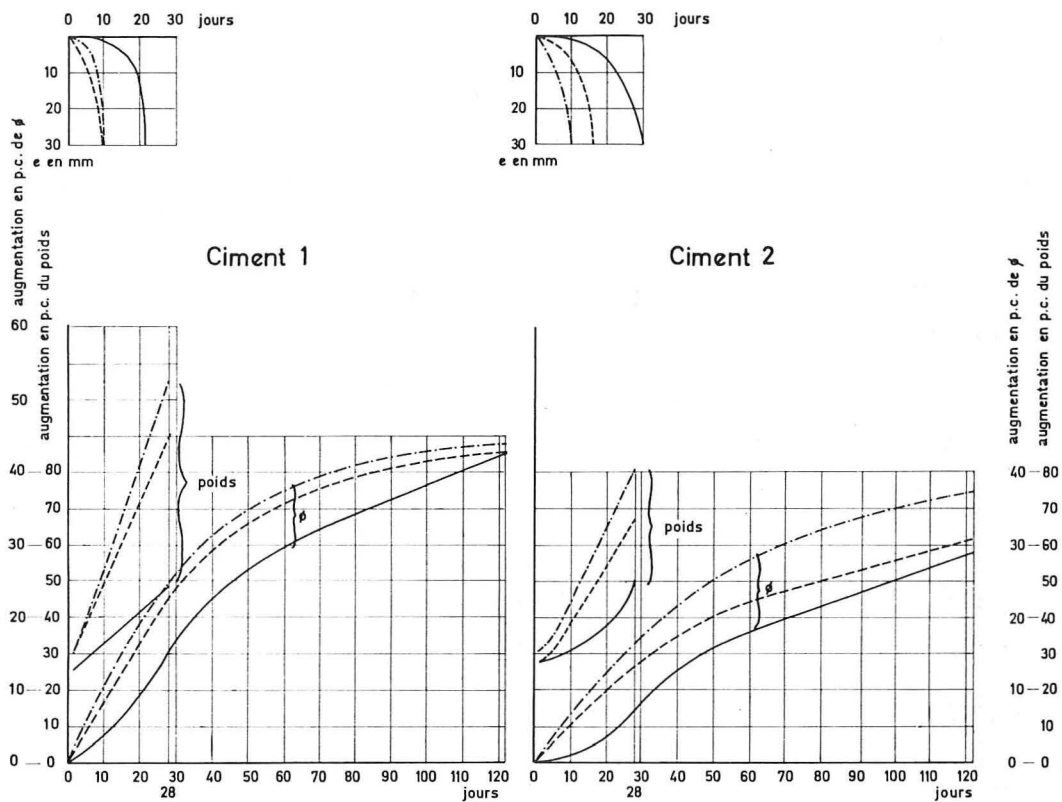 0 10 20 30 jours
10
20
30
e en mm
0 10 20 30 jours
10
20
30
e en mm
augmentation en p.c. de ø
augmentation en p.c. du poids
Ciment 1
Ciment 2
augmentation en p.c. de ø
augmentation en p.c. du poids
60
50
40 — 80
70
30 — 60
50
20 — 40
30
10 — 20
10
0 — 0
poids
ø
0 10 20 30 40 50 60 70 80 90 100 110 120
28
jours
poids
ø
40 — 80
70
30 — 60
50
20 — 40
30
10 — 20
10
0 — 0
0 10 20 30 40 50 60 70 80 90 100 110 120
28
jours